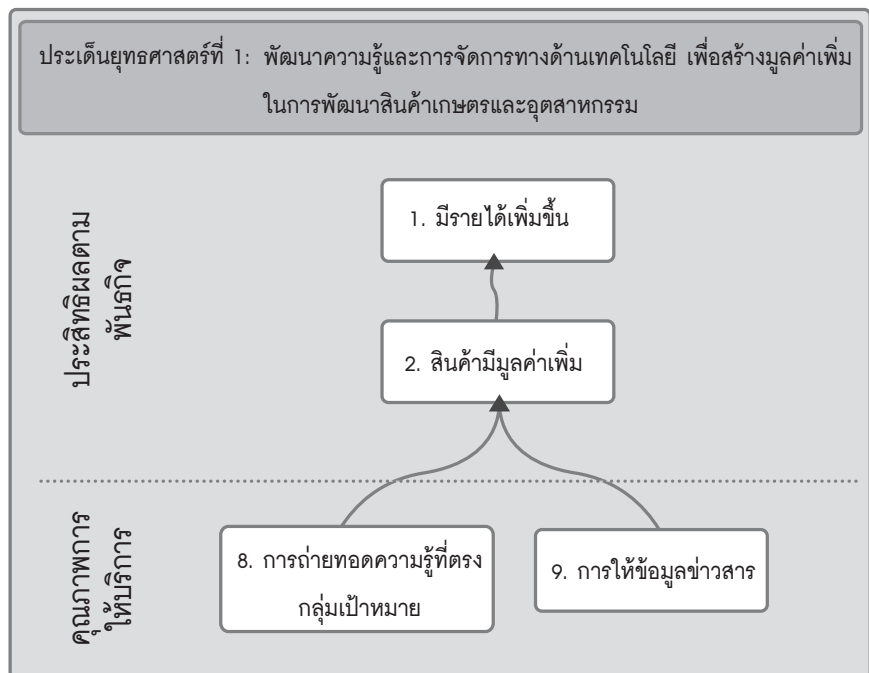 ประเด็นยุทธศาสตร์ที่ 1: พัฒนาความรู้และการจัดการทางด้านเทคโนโลยี เพื่อสร้างมูลค่าเพิ่ม
ในการพัฒนาสินค้าเกษตรและอุตสาหกรรม
ประสิทธิผลตาม
พันธกิจ
1. มีรายได้เพิ่มขึ้น
2. สินค้ามีมูลค่าเพิ่ม
คุณภาพการ
ให้บริการ
8. การถ่ายทอดความรู้ที่ตรง
กลุ่มเป้าหมาย
9. การให้ข้อมูลข่าวสาร